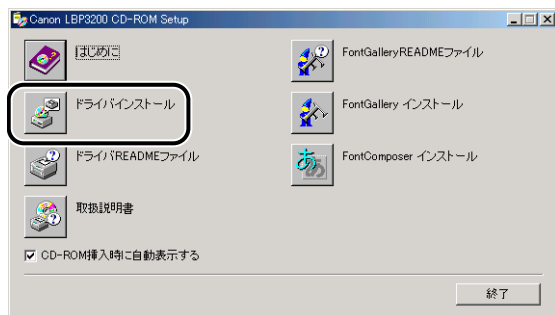 Canon LBP3200 CD-ROM Setup
はじめに
ドライバインストール
ドライバREADMEファイル
取扱説明書
FontGalleryREADMEファイル
FontGallery インストール
FontComposer インストール
CD-ROM挿入時に自動表示する
終了